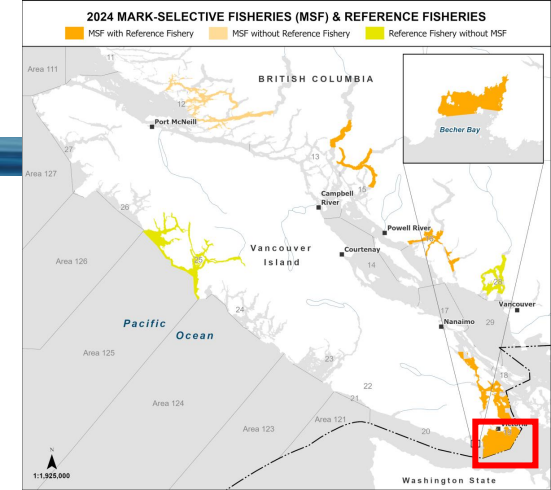 2024 MARK-SELECTIVE FISHERIES (MSF) & REFERENCE FISHERIES
MSF with Reference Fishery
MSF without Reference Fishery
Reference Fishery without MSF
Area 111
11
BRITISH COLUMBIA
12
Port McNeill
Becher Bay
27
Area 127
13
15
Campbell
River
26
Powell River
16
Area 126
25
Vancouver
Island
Courtenay
14
28
Vancouver
24
17
Nanaimo
29
Pacific
Ocean
Area 125
23
18
22
21
Area 124
Area 123
Area 121
20
Victoria
N
1:1,925,000
Washington State